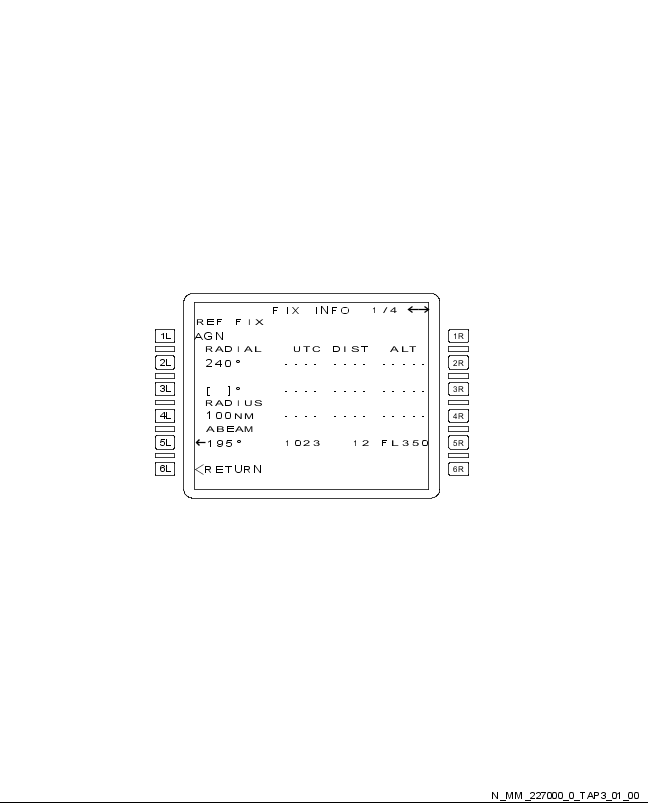 FIX INFO 1/4 ↔
REF FIX
1L AGN 1R
RADIAL UTC DIST ALT
2L 240° ---- ---- ----- 2R
3L [ ]° ---- ---- ----- 3R
RADIUS
4L 100NM ---- ---- ----- 4R
ABEAM
5L ←195° 1023 12 FL350 5R
6L <RETURN 6R
N_MM_227000_0_TAP3_01_00